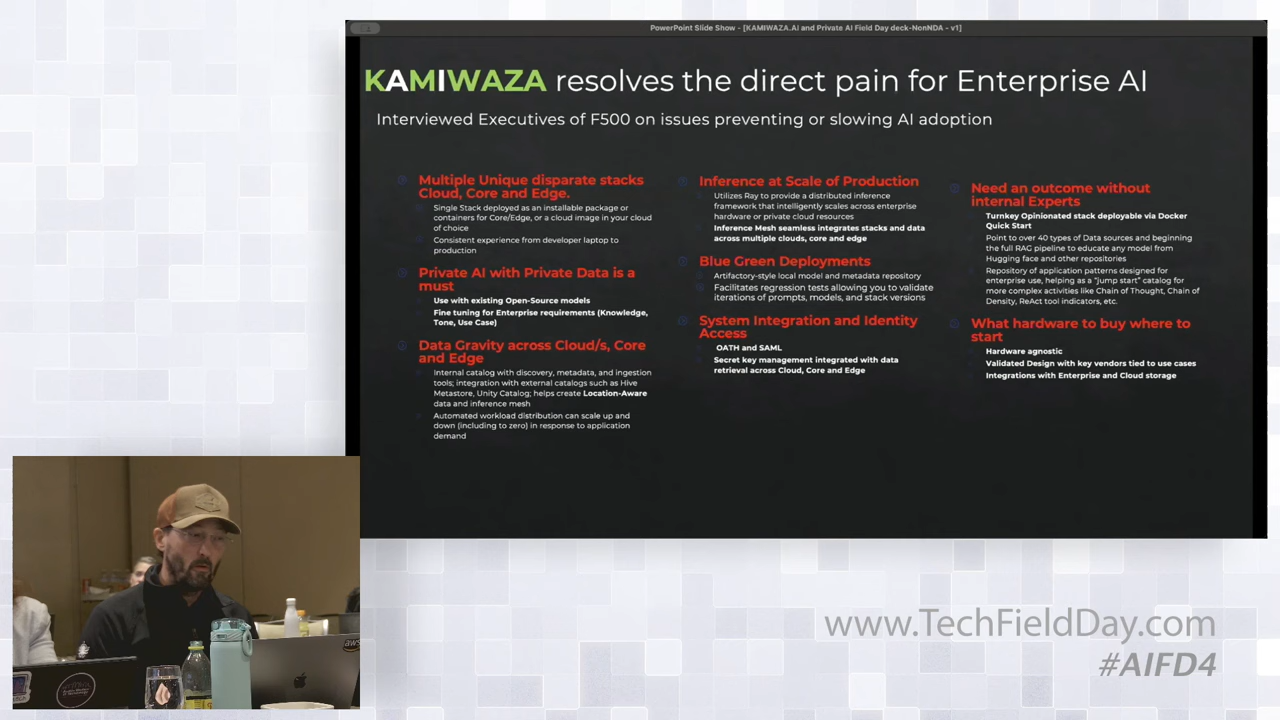 PowerPoint Slide Show - [KAMIWAZA.AI and Private AI Field Day deck-NonNDA - v1]
KAMIWAZA resolves the direct pain for Enterprise AI
Interviewed Executives of F500 on issues preventing or slowing AI adoption
Multiple Unique disparate stacks
Cloud, Core and Edge.
Single Stack deployed as an installable package or
containers for Core/Edge, or a cloud image in your cloud
of choice
Consistent experience from developer laptop to
production
Private AI with Private Data is a
must
Use with existing Open-Source models
Fine tuning for Enterprise requirements (Knowledge,
Tone, Use Case)
Data Gravity across Cloud/s, Core
and Edge
Internal catalog with discovery, metadata, and ingestion
tools; integration with external catalogs such as Hive
Metastore, Unity Catalog; helps create Location-Aware
data and inference mesh
Automated workload distribution can scale up and
down (including to zero) in response to application
demand
Inference at Scale of Production
Utilizes Ray to provide a distributed inference
framework that intelligently scales across enterprise
hardware or private cloud resources
Inference Mesh seamless integrates stacks and data
across multiple clouds, core and edge
Blue Green Deployments
Artifactory-style local model and metadata repository
Facilitates regression tests allowing you to validate
iterations of prompts, models, and stack versions
System Integration and Identity
Access
OATH and SAML
Secret key management integrated with data
retrieval across Cloud, Core and Edge
Need an outcome without
internal Experts
Turnkey Opinionated stack deployable via Docker
Quick Start
Point to over 40 types of Data sources and beginning
the full RAG pipeline to educate any model from
Hugging face and other repositories
Repository of application patterns designed for
enterprise use, helping as a "jump start" catalog for
more complex activities like Chain of Thought, Chain of
Density, ReAct tool indicators, etc.
What hardware to buy where to
start
Hardware agnostic
Validated Design with key vendors tied to use cases
Integrations with Enterprise and Cloud storage
aws
www.TechFieldDay.com
#AIFD4